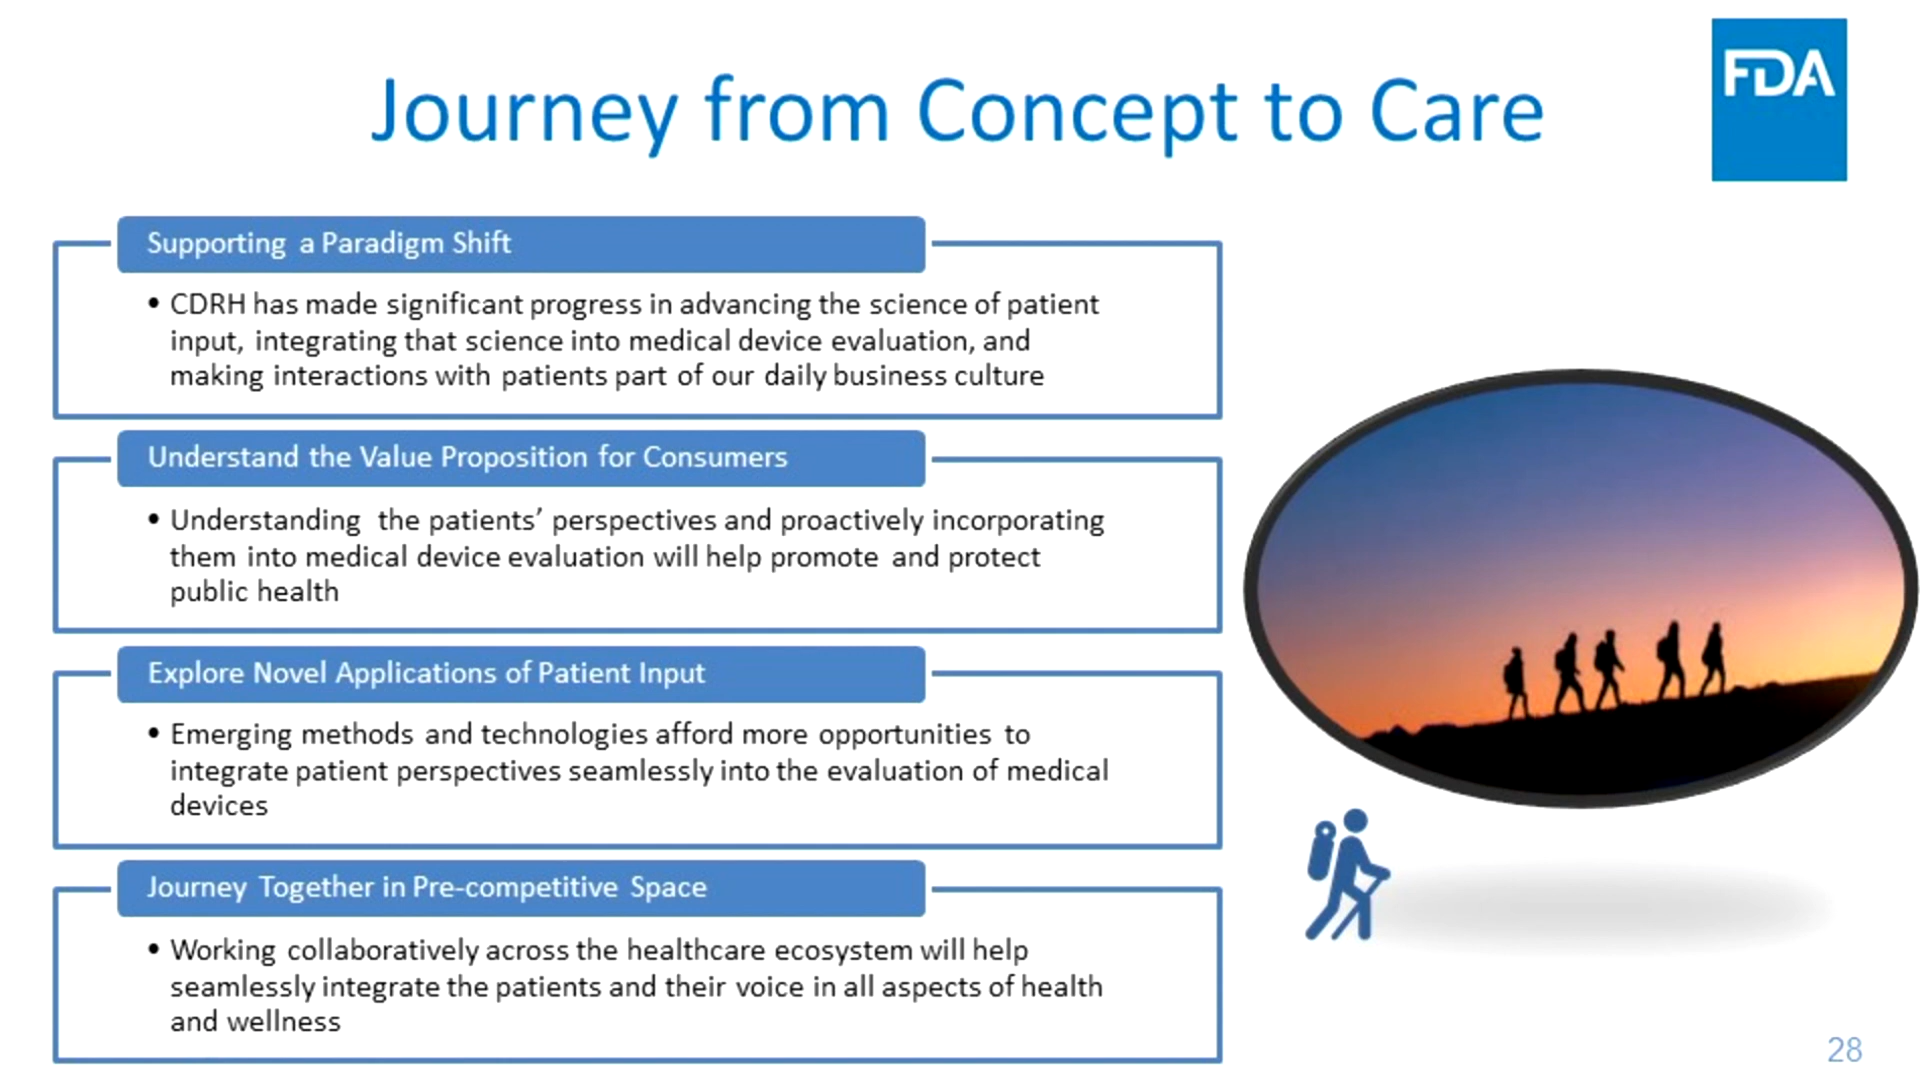 Journey from Concept to Care
FDA
Supporting a Paradigm Shift
• CDRH has made significant progress in advancing the science of patient
input, integrating that science into medical device evaluation, and
making interactions with patients part of our daily business culture
Understand the Value Proposition for Consumers
• Understanding the patients’ perspectives and proactively incorporating
them into medical device evaluation will help promote and protect
public health
Explore Novel Applications of Patient Input
• Emerging methods and technologies afford more opportunities to
integrate patient perspectives seamlessly into the evaluation of medical
devices
Journey Together in Pre-competitive Space
• Working collaboratively across the healthcare ecosystem will help
seamlessly integrate the patients and their voice in all aspects of health
and wellness
28